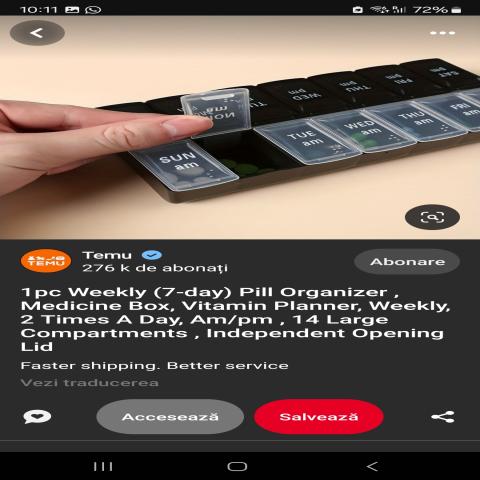 10:11
72%
SAT
pm
FRI
pm
THU
pm
WED
pm
TU
MON
am
SUN
am
TUE
am
WED
am
THU
am
FRI
am
TEMU
Temu
276 k de abonați
Abonare
1pc Weekly (7-day) Pill Organizer ,
Medicine Box, Vitamin Planner, Weekly,
2 Times A Day, Am/pm , 14 Large
Compartments , Independent Opening
Lid
Faster shipping. Better service
Vezi traducerea
Accesează
Salvează